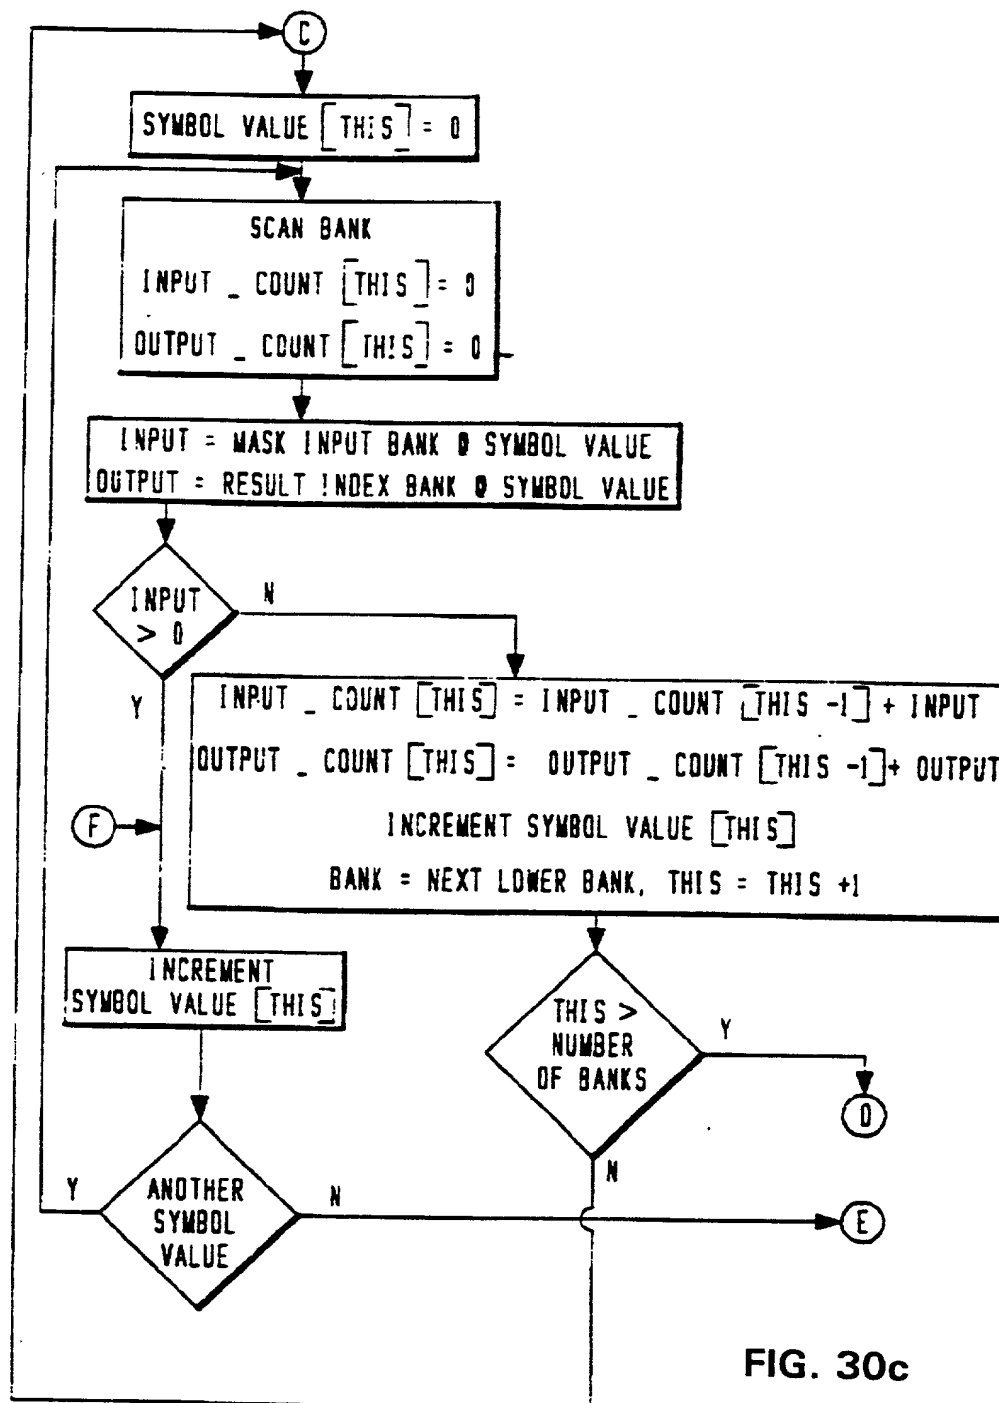 C
SYMBOL VALUE [THIS] = 0
SCAN BANK
INPUT _ COUNT [THIS] = 0
OUTPUT _ COUNT [THIS] = 0
INPUT = MASK INPUT BANK @ SYMBOL VALUE
OUTPUT = RESULT INDEX BANK @ SYMBOL VALUE
INPUT
> 0
N
Y
INPUT _ COUNT [THIS] = INPUT _ COUNT [THIS -1] + INPUT
OUTPUT _ COUNT [THIS] = OUTPUT _ COUNT [THIS -1] + OUTPUT
INCREMENT SYMBOL VALUE [THIS]
BANK = NEXT LOWER BANK, THIS = THIS +1
F
INCREMENT
SYMBOL VALUE [THIS]
THIS >
NUMBER
OF BANKS
Y
D
N
ANOTHER
SYMBOL
VALUE
Y
N
E
FIG. 30c